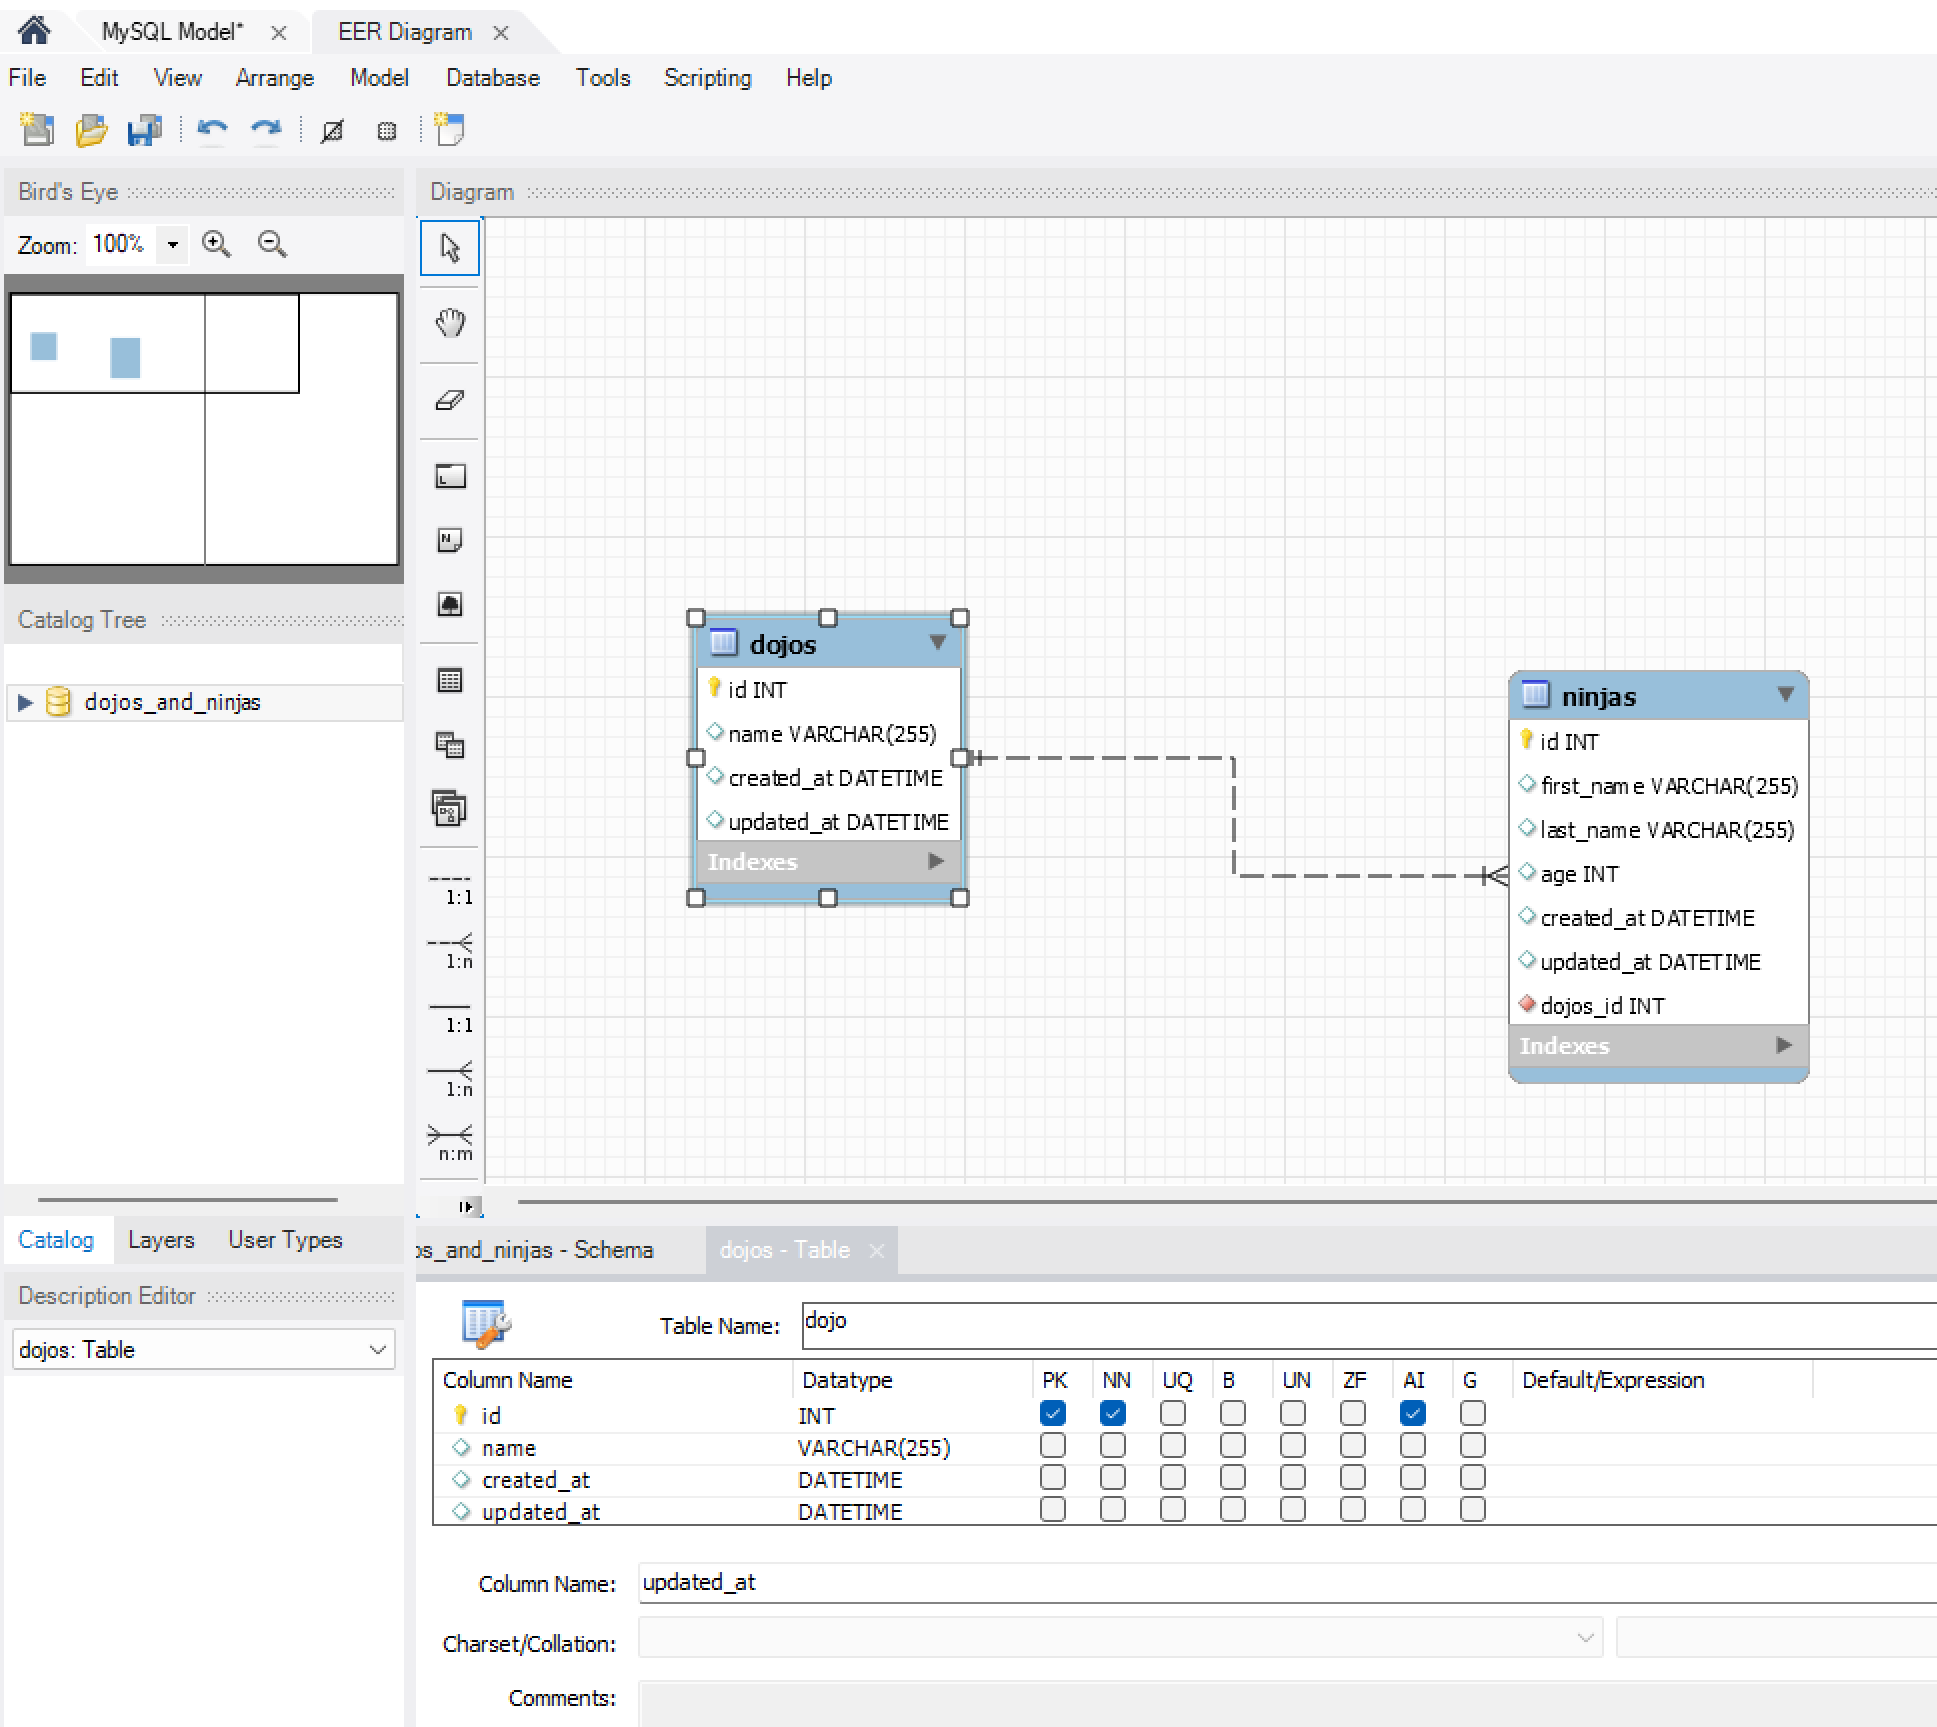 MySQL Model*
EER Diagram
File Edit View Arrange Model Database Tools Scripting Help
Bird's Eye
Diagram
Zoom: 100%
Catalog Tree
dojos_and_ninjas
dojos
id INT
name VARCHAR(255)
created_at DATETIME
updated_at DATETIME
Indexes
ninjas
id INT
first_name VARCHAR(255)
last_name VARCHAR(255)
age INT
created_at DATETIME
updated_at DATETIME
dojos_id INT
Indexes
1:1
1:n
1:1
1:n
n:m
Catalog Layers User Types
os_and_ninjas - Schema
dojos - Table
Description Editor
dojos: Table
Table Name: dojo
Column Name Datatype PK NN UQ B UN ZF AI G Default/Expression
id INT
name VARCHAR(255)
created_at DATETIME
updated_at DATETIME
Column Name: updated_at
Charset/Collation:
Comments: